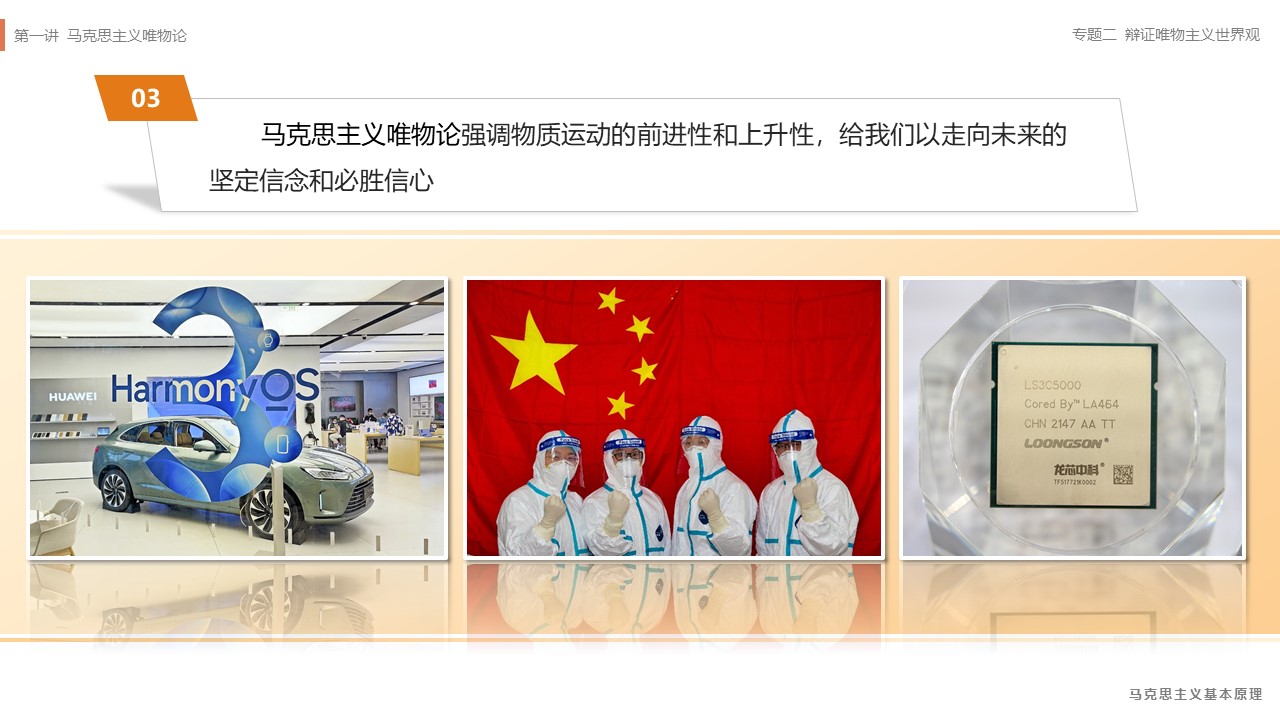 第一讲 马克思主义唯物论
专题二 辩证唯物主义世界观
03
马克思主义唯物论强调物质运动的前进性和上升性，给我们以走向未来的
坚定信念和必胜信心
HUAWEI
HarmonyOS
3
LS3C5000
Cored By™ LA464
CHN 2147 AA TT
LOONGSON®
龙芯中科®
TFS17721K0002
马克思主义基本原理